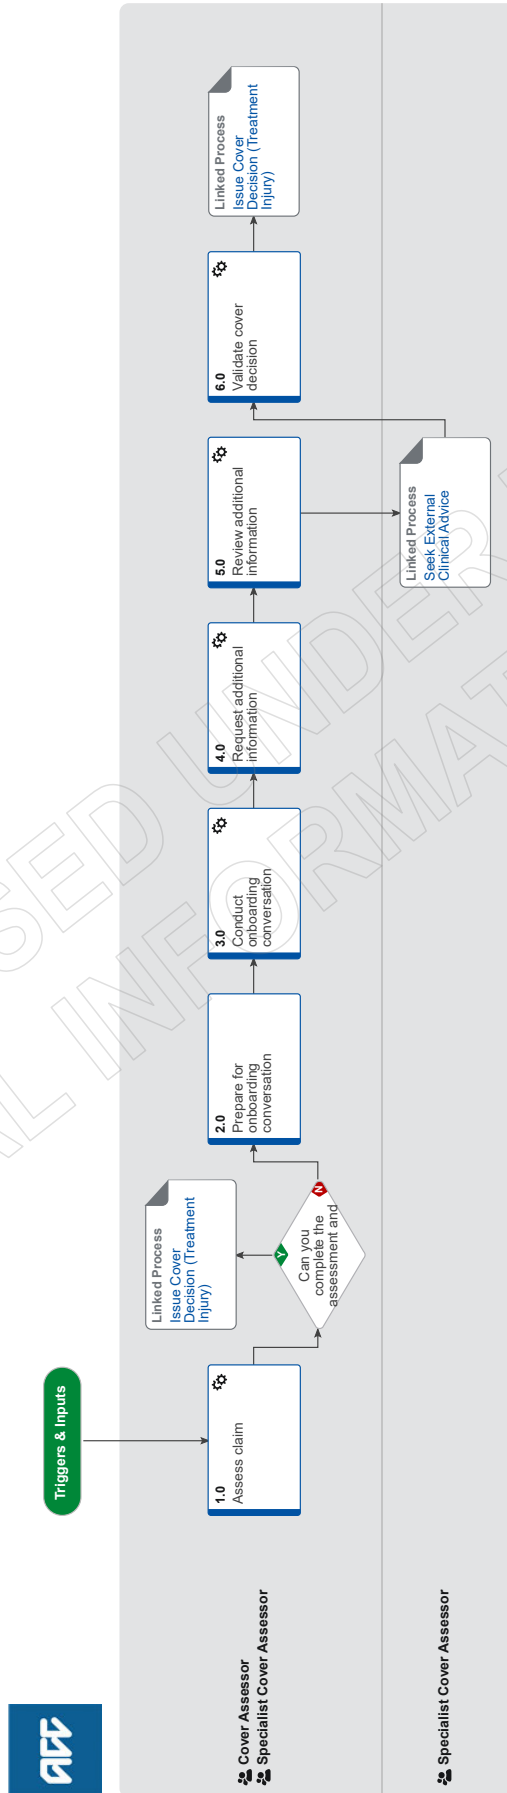 ACC
Triggers & Inputs
Cover Assessor
Specialist Cover Assessor
1.0
Assess claim
Can you
complete the
assessment and
Y
N
Linked Process
Issue Cover
Decision (Treatment
Injury)
2.0
Prepare for
onboarding
conversation
3.0
Conduct
onboarding
conversation
4.0
Request additional
information
5.0
Review additional
information
6.0
Validate cover
decision
Linked Process
Issue Cover
Decision (Treatment
Injury)
Specialist Cover Assessor
Linked Process
Seek External
Clinical Advice